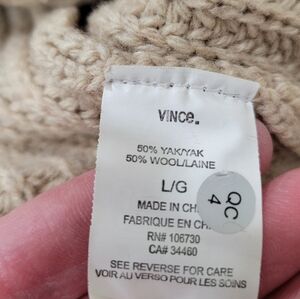 VINCE.
50% YAK/YAK
50% WOOL/LAINE
L/G
QC
4
MADE IN CH
FABRIQUE EN CH
RN# 106730
CA# 34460
SEE REVERSE FOR CARE
VOIR AU VERSO POUR LES SOINS